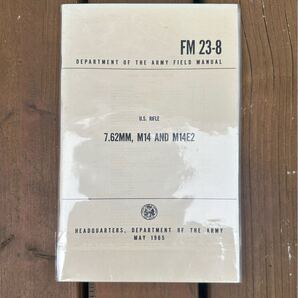 FM 23-8
DEPARTMENT OF THE ARMY FIELD MANUAL
U.S. RIFLE
7.62MM, M14 AND M14E2
HEADQUARTERS, DEPARTMENT OF THE ARMY
MAY 1965